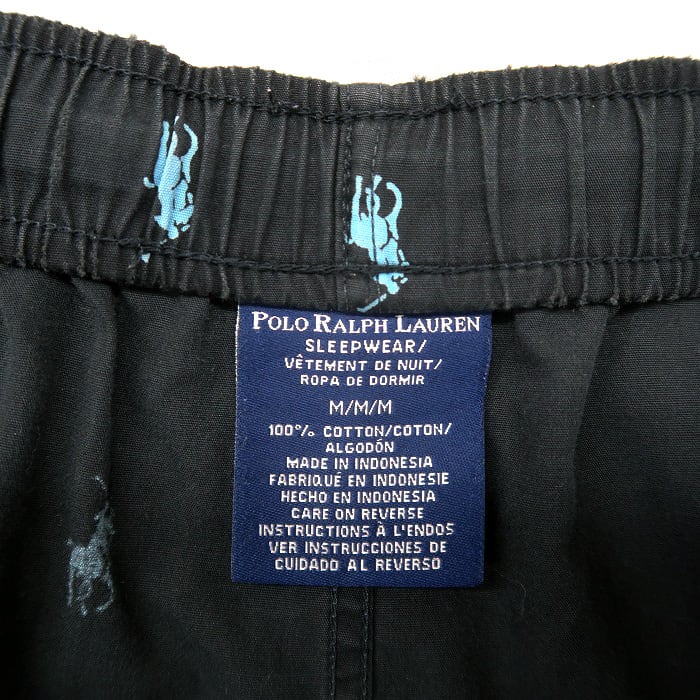 POLO RALPH LAUREN
SLEEPWEAR/
VÊTEMENT DE NUIT/
ROPA DE DORMIR
M/M/M
100% COTTON/COTON/
ALGODÓN
MADE IN INDONESIA
FABRIQUÉ EN INDONESIE
HECHO EN INDONESIA
CARE ON REVERSE
INSTRUCTIONS À L'ENDOS
VER INSTRUCCIONES DE
CUIDADO AL REVERSO